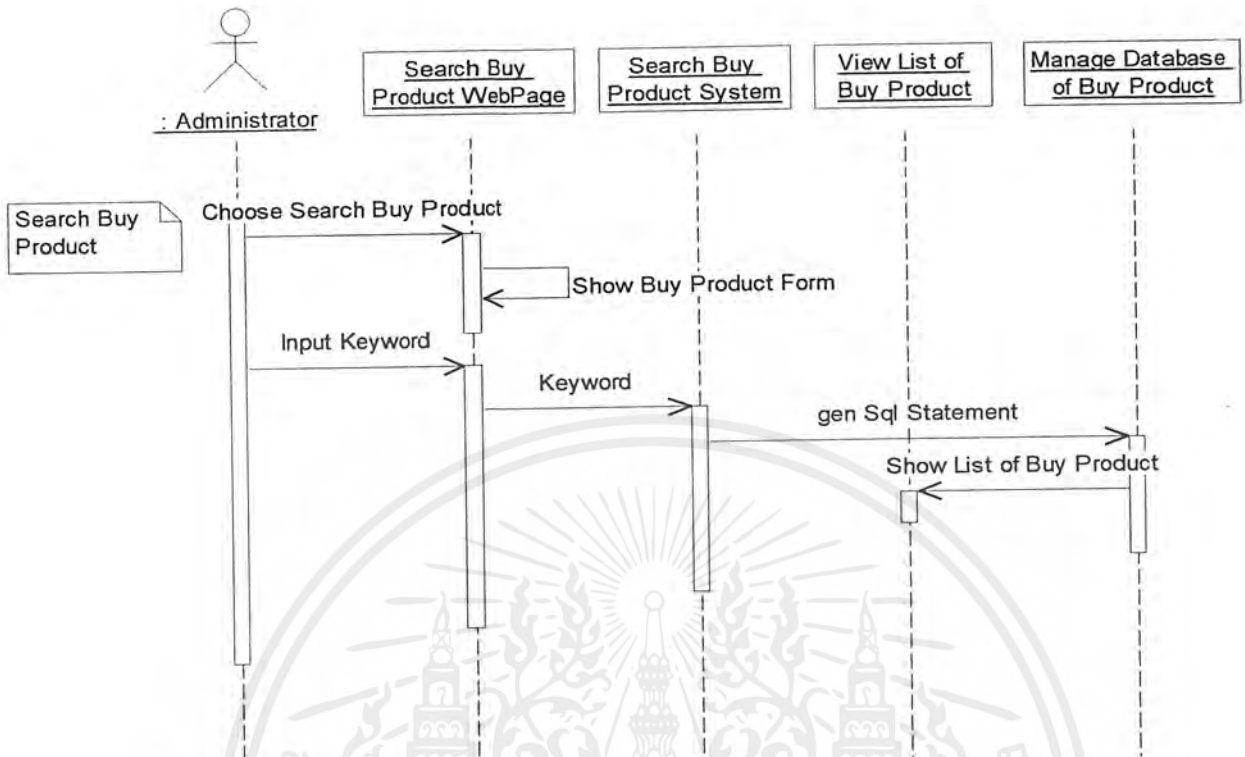 : Administrator
Search Buy
Product WebPage
Search Buy
Product System
View List of
Buy Product
Manage Database
of Buy Product
Search Buy
Product
Choose Search Buy Product
Show Buy Product Form
Input Keyword
Keyword
gen Sql Statement
Show List of Buy Product